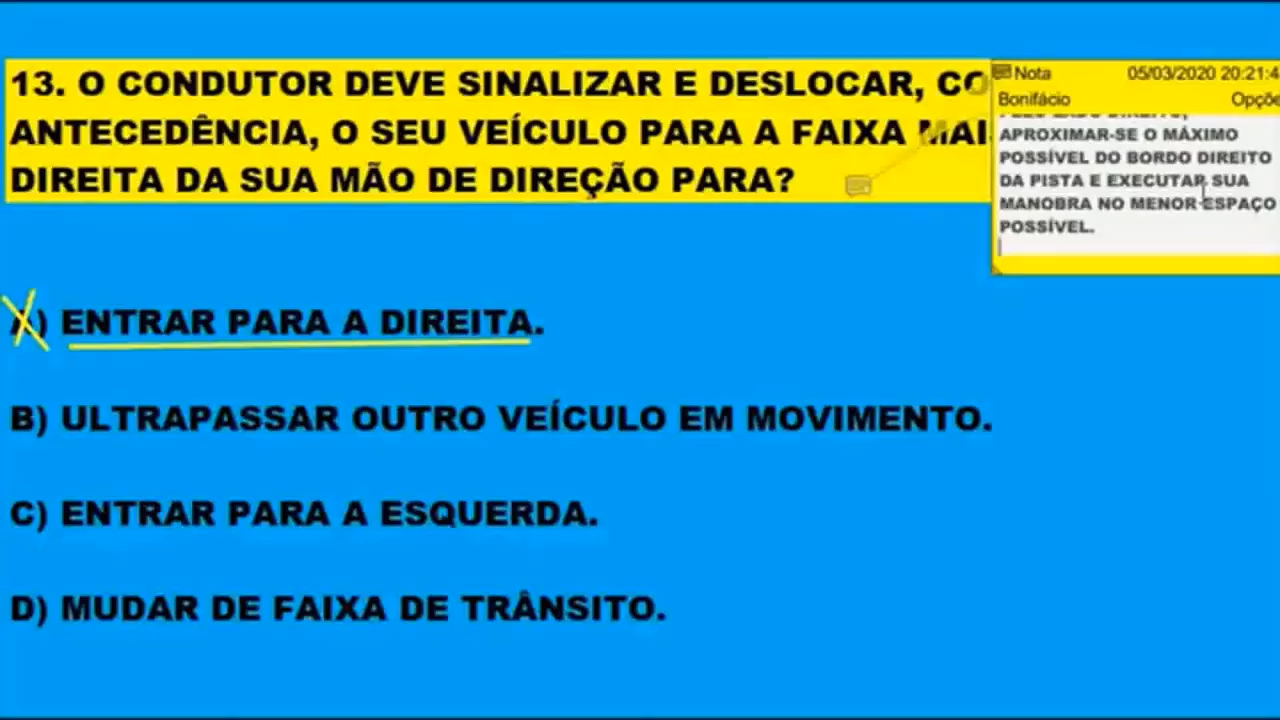 13. O CONDUTOR DEVE SINALIZAR E DESLOCAR,
ANTECEDÊNCIA, O SEU VEÍCULO PARA A FAIXA
DIREITA DA SUA MÃO DE DIREÇÃO PARA?
Nota 05/03/2020 20:21:4
Bonifácio
APROXIMAR-SE O MÁXIMO
POSSÍVEL DO BORDO DIREITO
DA PISTA E EXECUTAR SUA
MANOBRA NO MENOR ESPAÇO
POSSÍVEL.
A) ENTRAR PARA A DIREITA.
B) ULTRAPASSAR OUTRO VEÍCULO EM MOVIMENTO.
C) ENTRAR PARA A ESQUERDA.
D) MUDAR DE FAIXA DE TRÂNSITO.